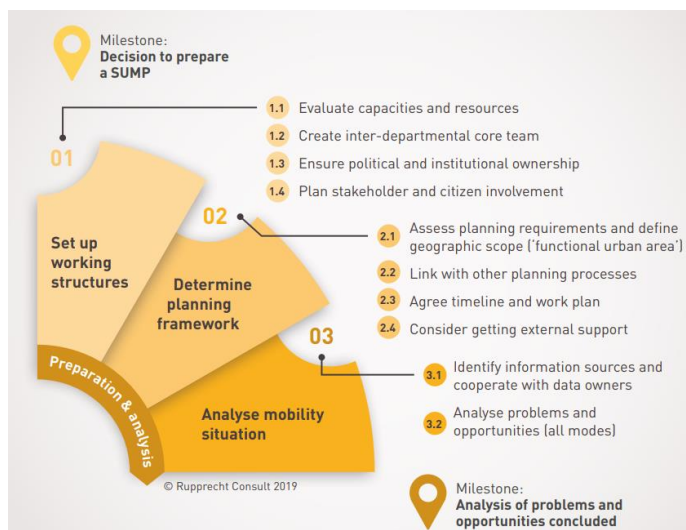 Milestone:
Decision to prepare
a SUMP
01
Set up
working
structures
1.1 Evaluate capacities and resources
1.2 Create inter-departmental core team
1.3 Ensure political and institutional ownership
1.4 Plan stakeholder and citizen involvement
02
Determine
planning
framework
2.1 Assess planning requirements and define
geographic scope (‘functional urban area’)
2.2 Link with other planning processes
2.3 Agree timeline and work plan
2.4 Consider getting external support
03
Analyse mobility
situation
3.1 Identify information sources and
cooperate with data owners
3.2 Analyse problems and
opportunities (all modes)
Preparation & analysis
© Rupprecht Consult 2019
Milestone:
Analysis of problems and
opportunities concluded